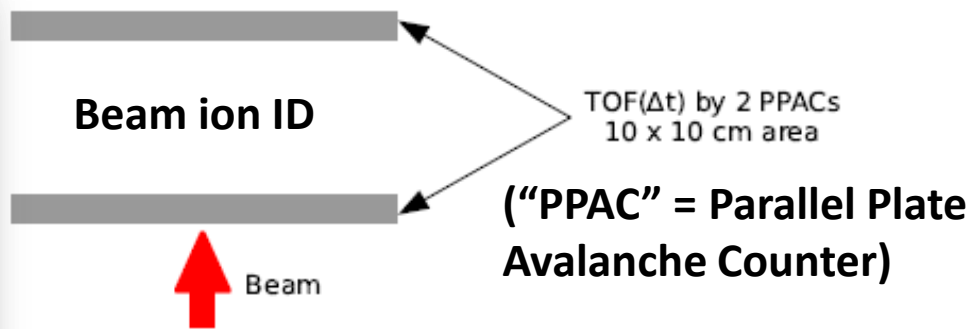 Beam ion ID
TOF(Δt) by 2 PPACs
10 x 10 cm area
(“PPAC” = Parallel Plate
Avalanche Counter)
Beam